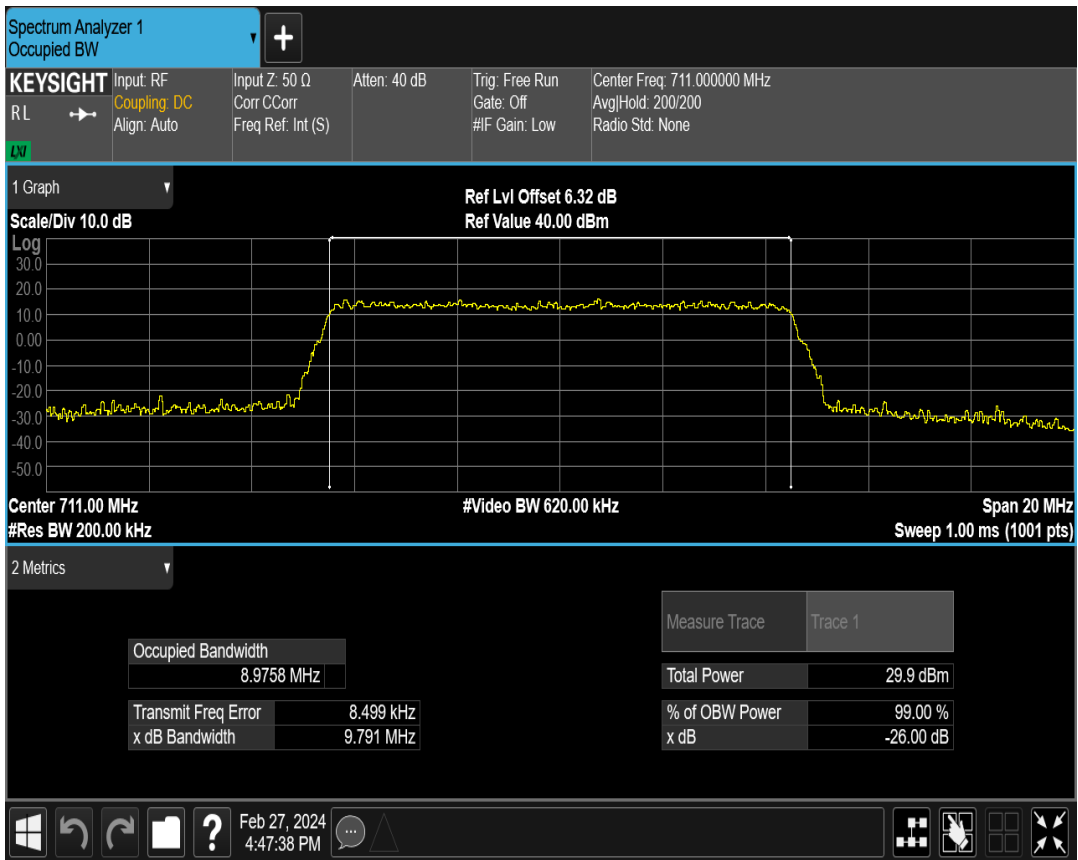 Spectrum Analyzer 1
Occupied BW
KEYSIGHT
RL
LXI
Input: RF
Coupling: DC
Align: Auto
Input Z: 50 Ω
Corr CCorr
Freq Ref: Int (S)
Atten: 40 dB
Trig: Free Run
Gate: Off
#IF Gain: Low
Center Freq: 711.000000 MHz
Avg|Hold: 200/200
Radio Std: None
1 Graph
Scale/Div 10.0 dB
Ref Lvl Offset 6.32 dB
Ref Value 40.00 dBm
Log
30.0
20.0
10.0
0.00
-10.0
-20.0
-30.0
-40.0
-50.0
Center 711.00 MHz
#Video BW 620.00 kHz
Span 20 MHz
#Res BW 200.00 kHz
Sweep 1.00 ms (1001 pts)
2 Metrics
Measure Trace Trace 1
Occupied Bandwidth
8.9758 MHz
Total Power 29.9 dBm
Transmit Freq Error 8.499 kHz
% of OBW Power 99.00 %
x dB Bandwidth 9.791 MHz
x dB -26.00 dB
?
Feb 27, 2024
4:47:38 PM